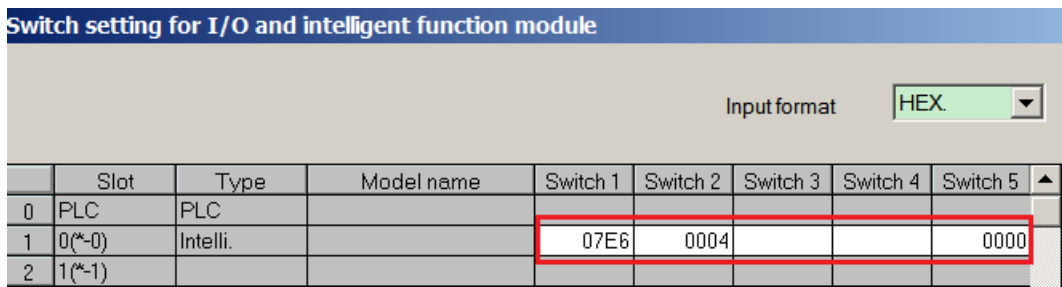 Switch setting for I/O and intelligent function module
Input format HEX.
Slot Type Model name Switch 1 Switch 2 Switch 3 Switch 4 Switch 5
0 PLC PLC
1 0(*-0) Intelli. 07E6 0004 0000
2 1(*-1)